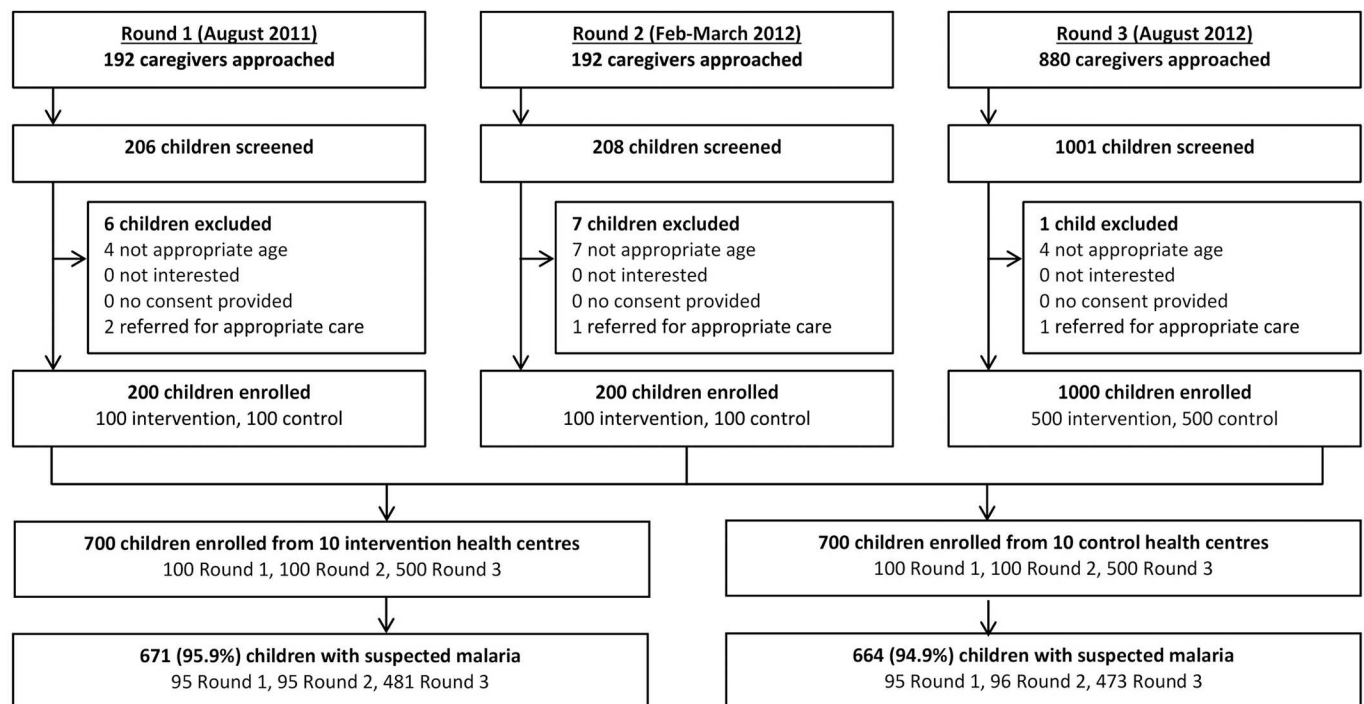 Round 1 (August 2011)
192 caregivers approached
206 children screened
6 children excluded
4 not appropriate age
0 not interested
0 no consent provided
2 referred for appropriate care
200 children enrolled
100 intervention, 100 control
Round 2 (Feb-March 2012)
192 caregivers approached
208 children screened
7 children excluded
7 not appropriate age
0 not interested
0 no consent provided
1 referred for appropriate care
200 children enrolled
100 intervention, 100 control
Round 3 (August 2012)
880 caregivers approached
1001 children screened
1 child excluded
4 not appropriate age
0 not interested
0 no consent provided
1 referred for appropriate care
1000 children enrolled
500 intervention, 500 control
700 children enrolled from 10 intervention health centres
100 Round 1, 100 Round 2, 500 Round 3
671 (95.9%) children with suspected malaria
95 Round 1, 95 Round 2, 481 Round 3
700 children enrolled from 10 control health centres
100 Round 1, 100 Round 2, 500 Round 3
664 (94.9%) children with suspected malaria
95 Round 1, 96 Round 2, 473 Round 3